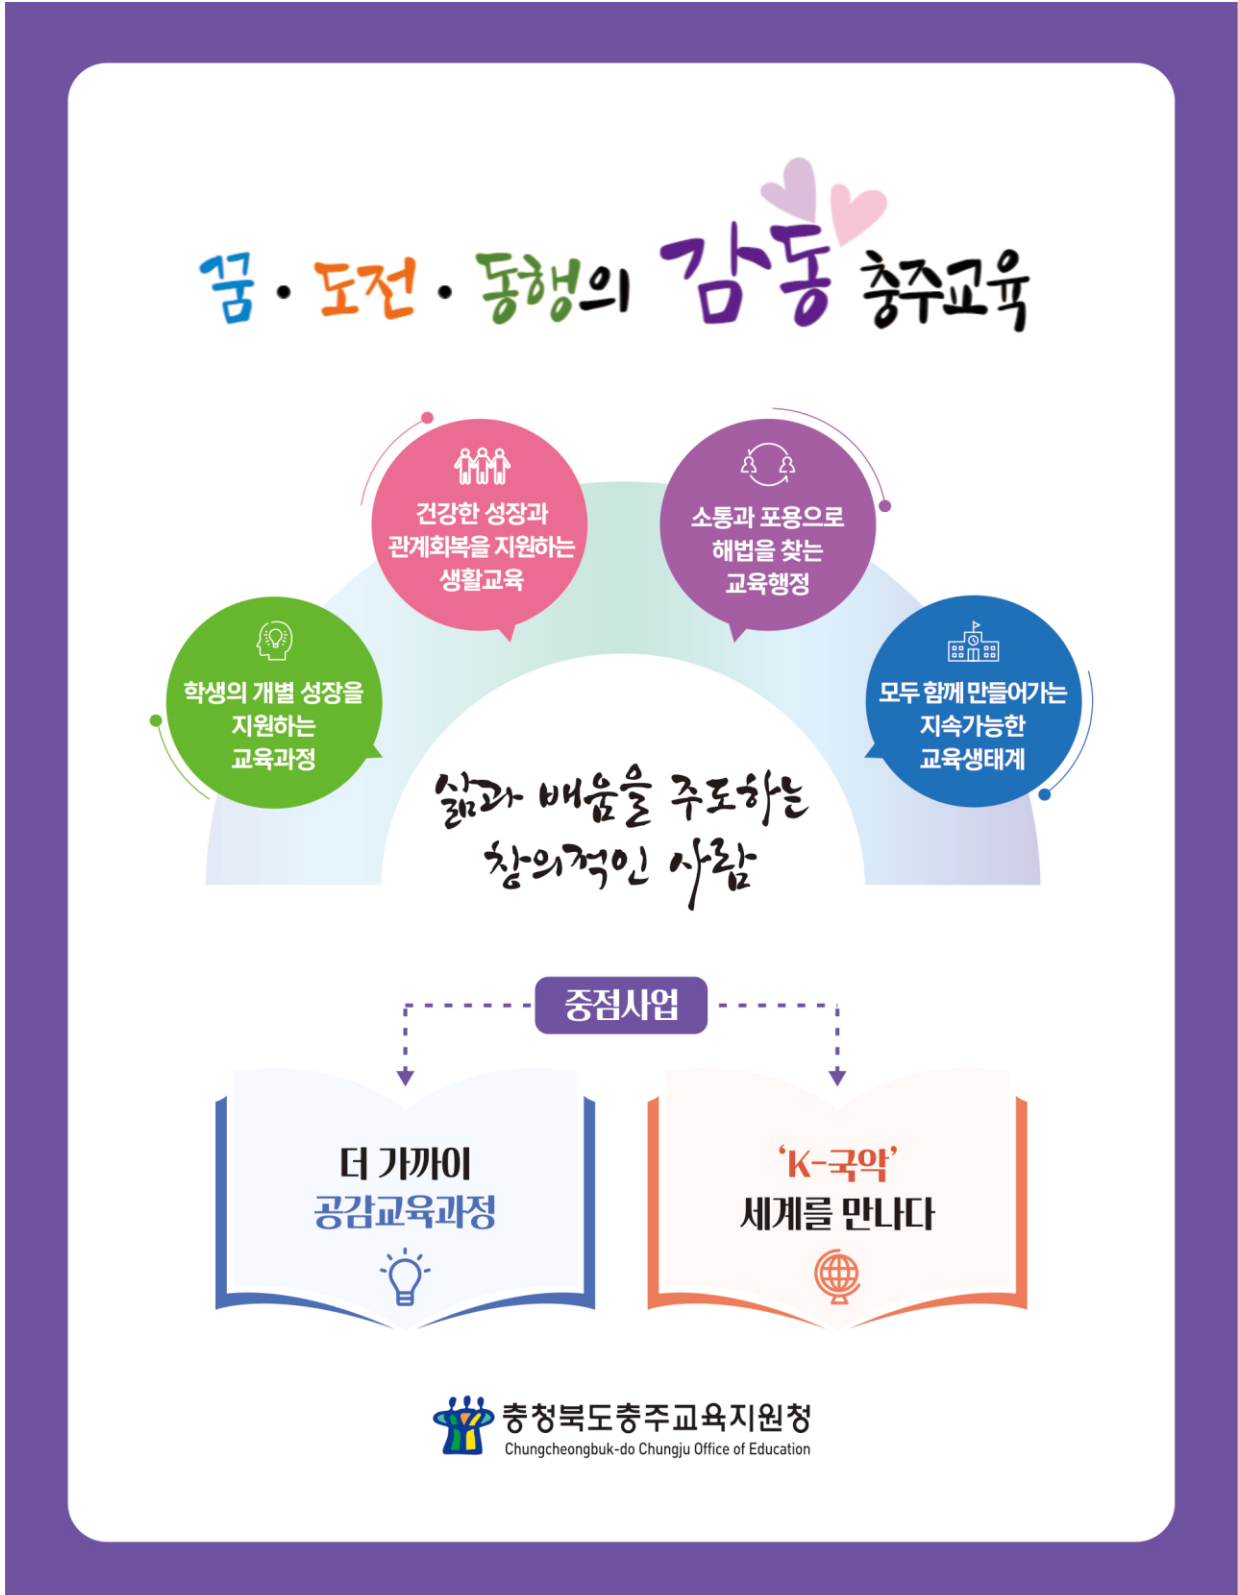 꿈 · 도전 · 동행의 감동 충주교육
건강한 성장과
관계회복을 지원하는
생활교육
소통과 포용으로
해법을 찾는
교육행정
학생의 개별 성장을
지원하는
교육과정
모두 함께 만들어가는
지속가능한
교육생태계
삶과 배움을 주도하는
창의적인 사람
중점사업
더 가까이
공감교육과정
‘K-국악’
세계를 만나다
충청북도충주교육지원청
Chungcheongbuk-do Chungju Office of Education